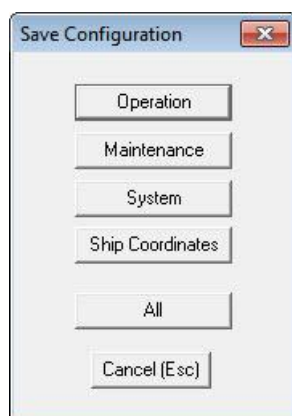 Save Configuration
Operation
Maintenance
System
Ship Coordinates
All
Cancel (Esc)